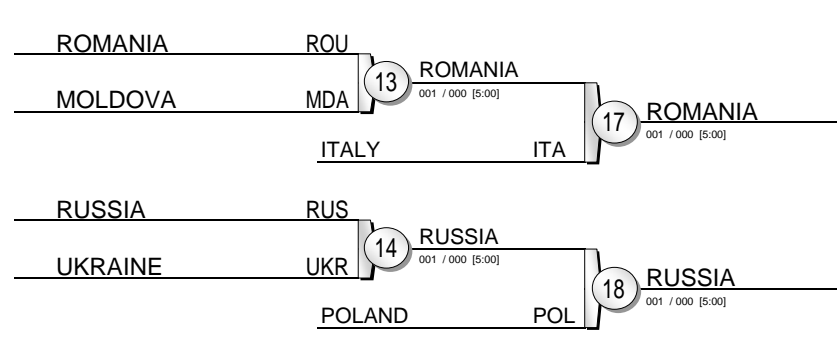 ROMANIA ROU
13 ROMANIA
001 / 000 [5:00]
MOLDOVA MDA
17 ROMANIA
001 / 000 [5:00]
ITALY ITA
RUSSIA RUS
14 RUSSIA
001 / 000 [5:00]
UKRAINE UKR
18 RUSSIA
001 / 000 [5:00]
POLAND POL